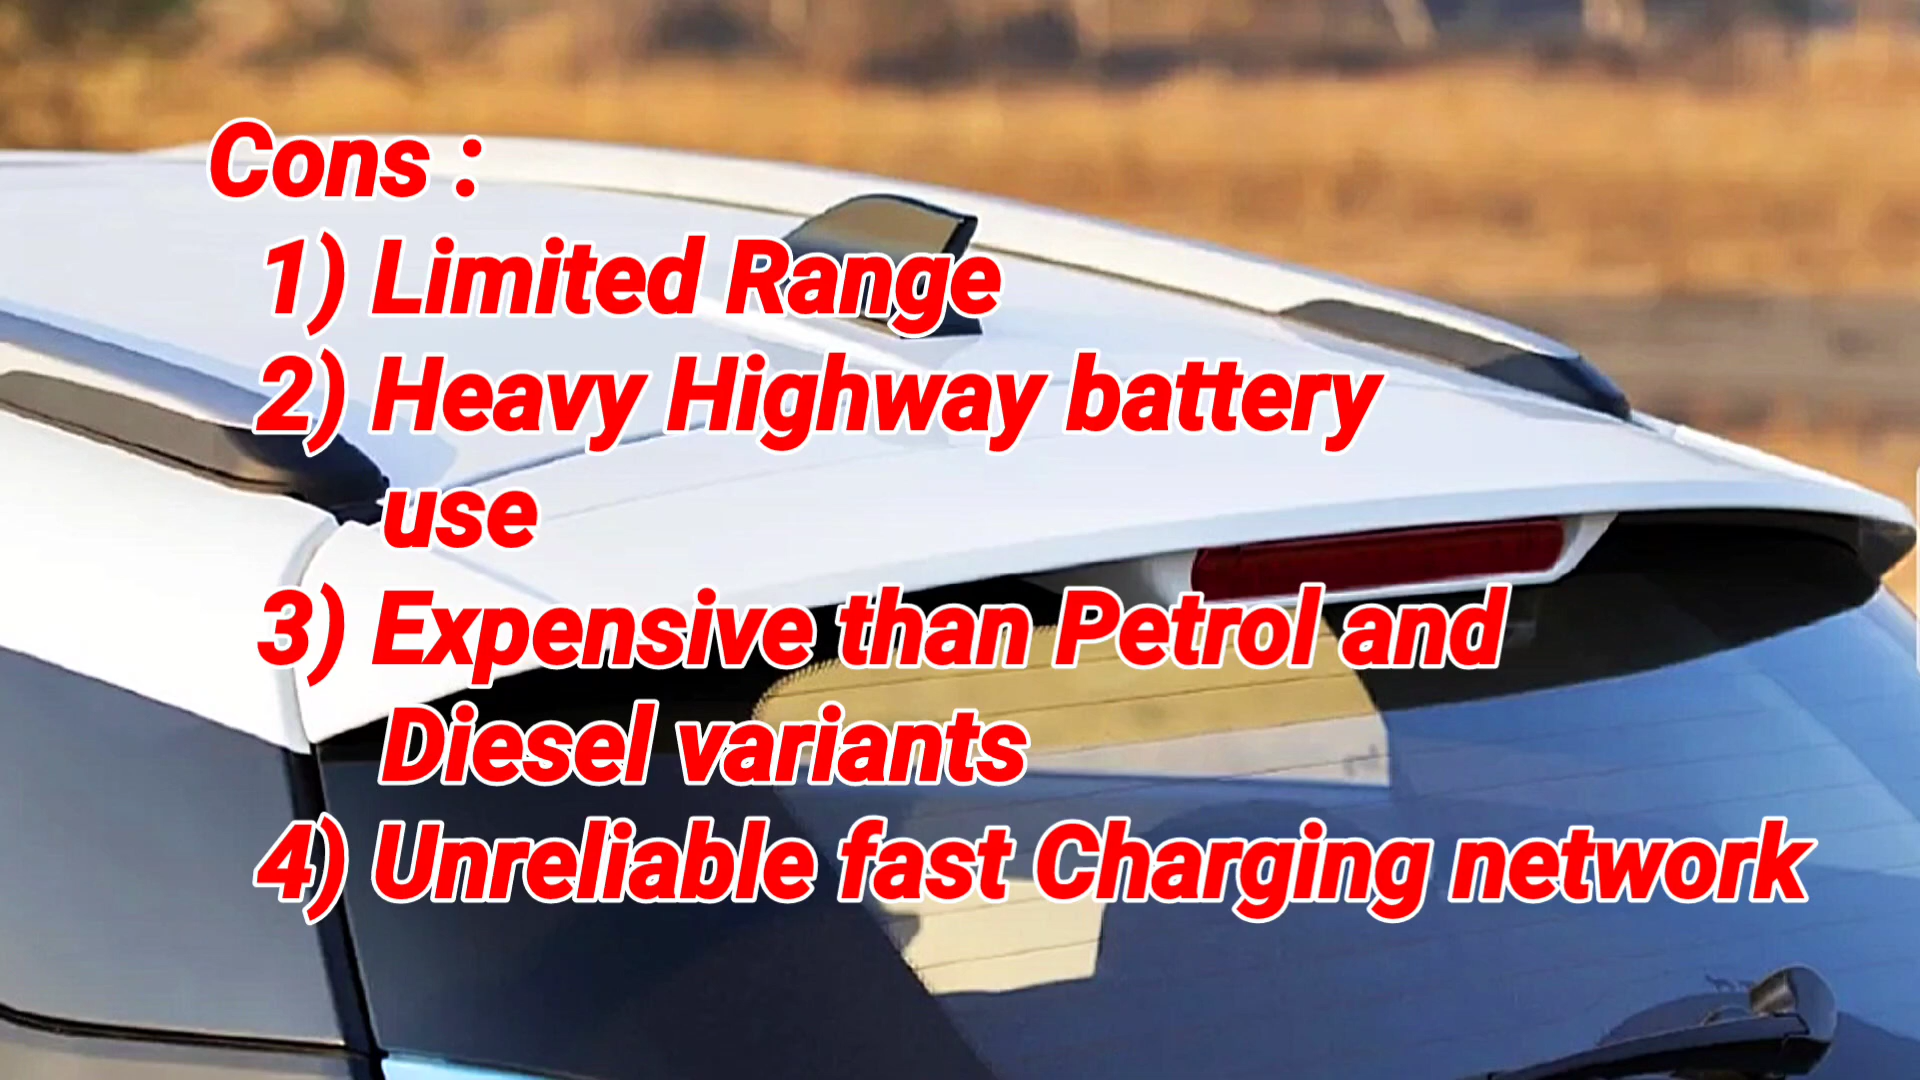 Cons :
1) Limited Range
2) Heavy Highway battery
use
3) Expensive than Petrol and
Diesel variants
4) Unreliable fast Charging network